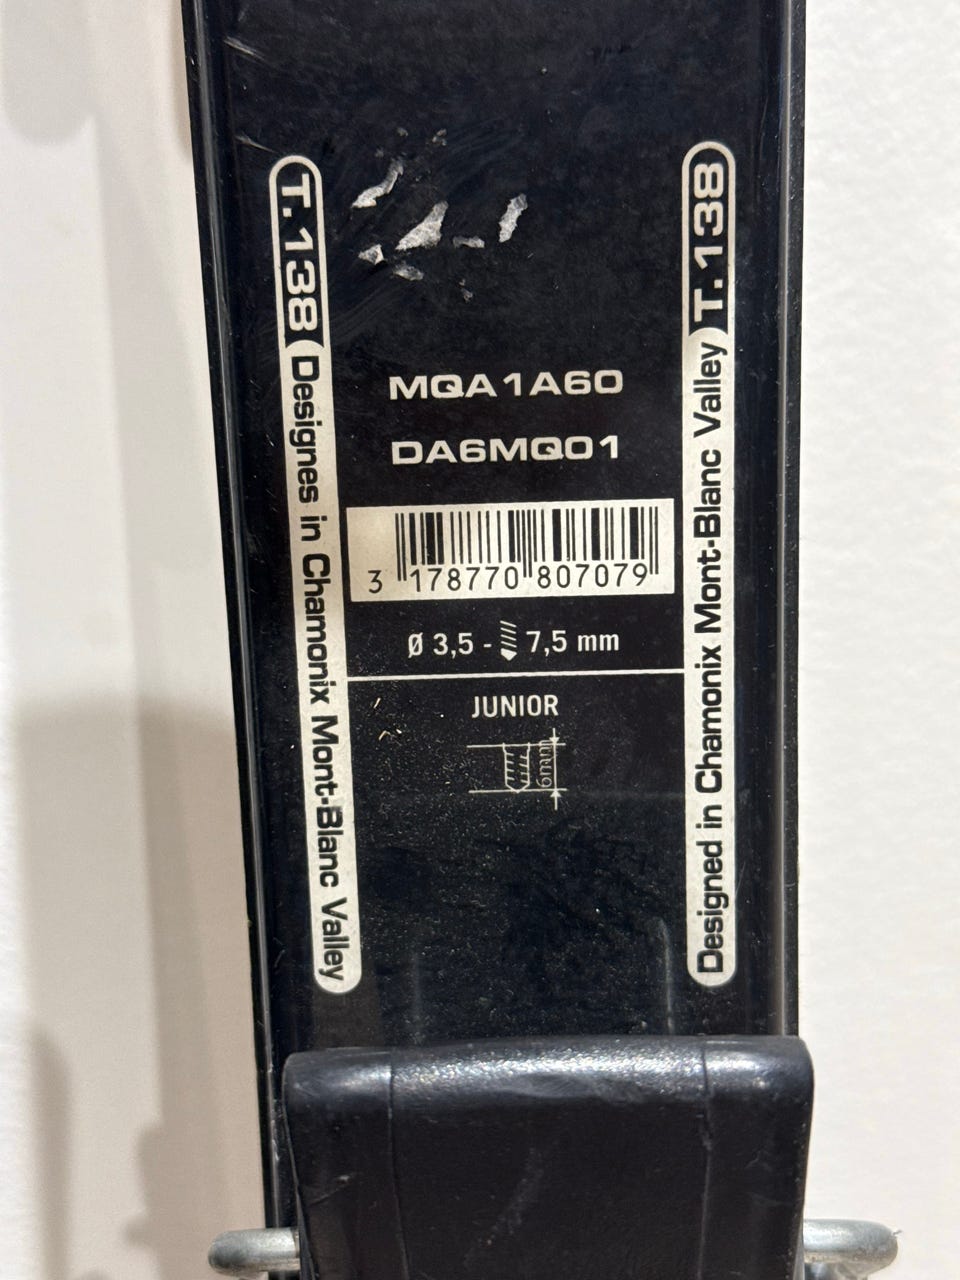 T. 138
Designes in Chamonix Mont-Blanc Valley
T. 138
Designed in Chamonix Mont-Blanc Valley
MQA1A60
DA6MQ01
3 178770 807079
Ø 3,5 - 7,5 mm
JUNIOR
6mm